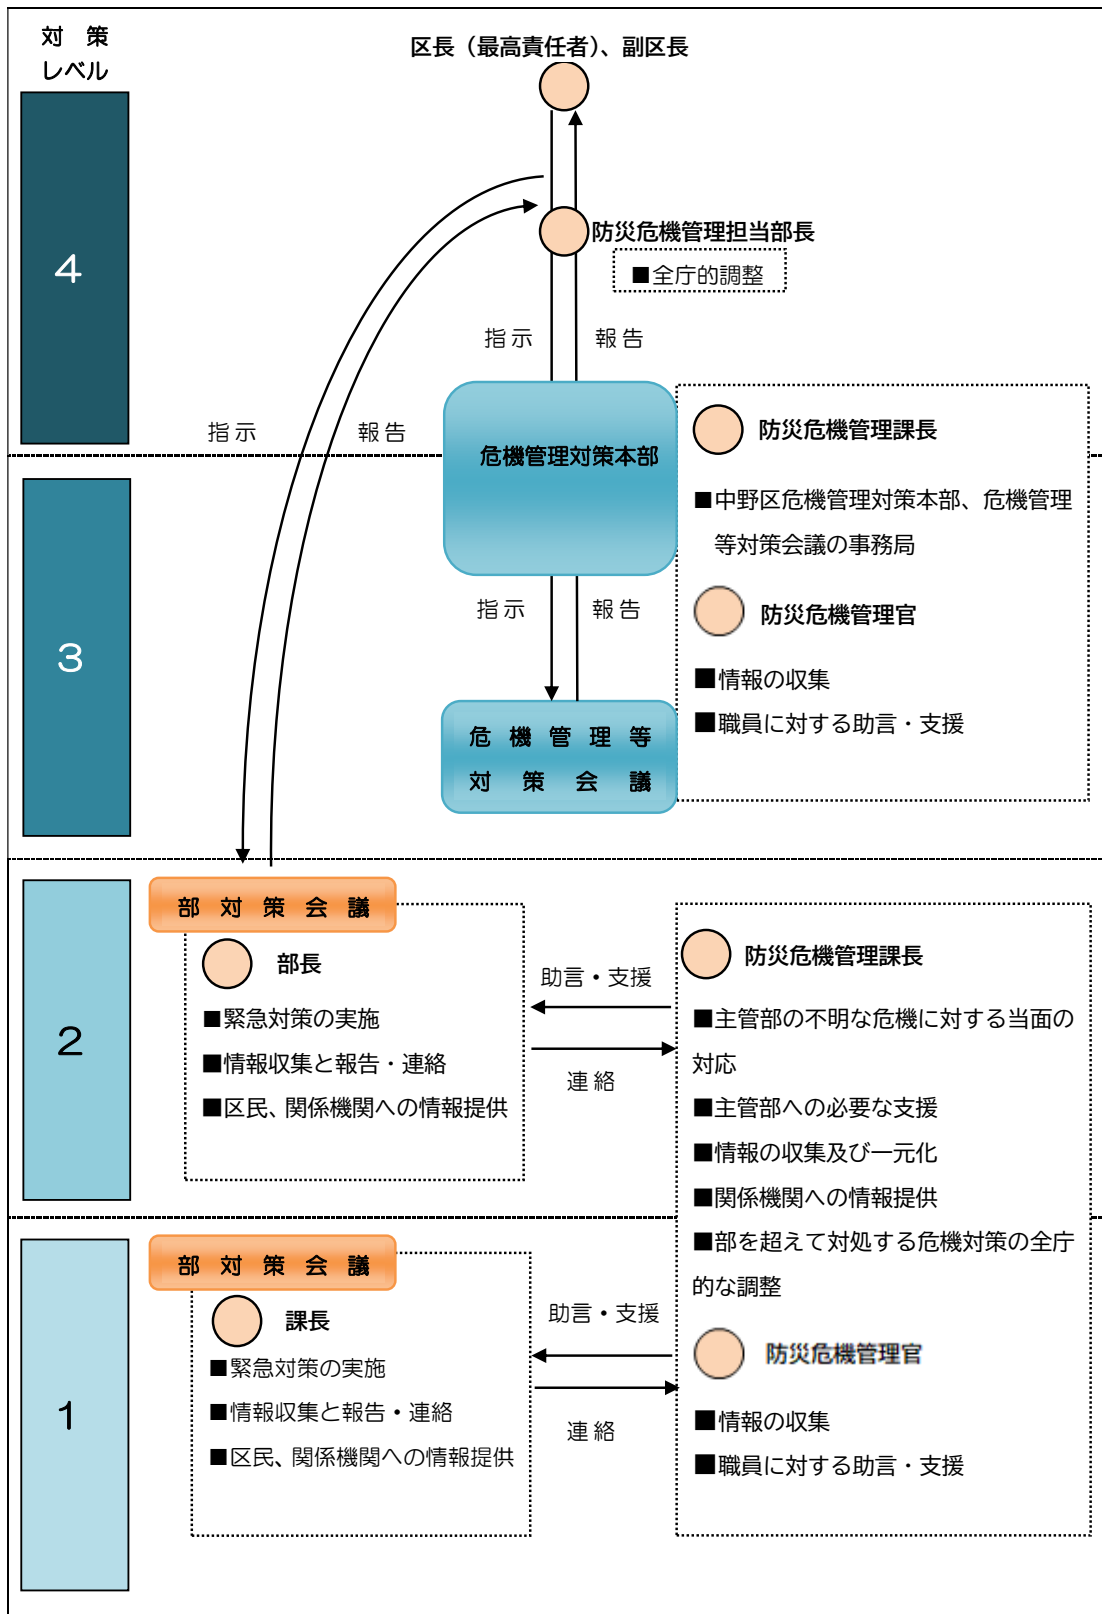 対　策
レベル
区長（最高責任者）、副区長
4
防災危機管理担当部長
■全庁的調整
指示
報告
指示
報告
危機管理対策本部
防災危機管理課長
■中野区危機管理対策本部、危機管理
等対策会議の事務局
3
指示
報告
防災危機管理官
■情報の収集
■職員に対する助言・支援
危機管理等
対策会議
2
部対策会議
部長
■緊急対策の実施
■情報収集と報告・連絡
■区民、関係機関への情報提供
助言・支援
連絡
防災危機管理課長
■主管部の不明な危機に対する当面の
対応
■主管部への必要な支援
■情報の収集及び一元化
■関係機関への情報提供
■部を超えて対処する危機対策の全庁
的な調整
1
部対策会議
課長
■緊急対策の実施
■情報収集と報告・連絡
■区民、関係機関への情報提供
助言・支援
連絡
防災危機管理官
■情報の収集
■職員に対する助言・支援